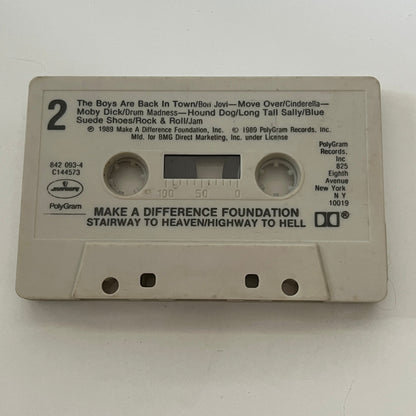 2
The Boys Are Back In Town/Bon Jovi—Move Over/Cinderella—
Moby Dick/Drum Madness—Hound Dog/Long Tall Sally/Blue
Suede Shoes/Rock & Roll/Jam
℗ 1989 Make A Difference Foundation, Inc. © 1989 PolyGram Records, Inc.
Mfd. for BMG Direct Marketing, Inc. under License
842 093-4
C144573
PolyGram
100 50 0
PolyGram
Records,
Inc
825
Eighth
Avenue
New York
N Y
10019
MAKE A DIFFERENCE FOUNDATION
STAIRWAY TO HEAVEN/HIGHWAY TO HELL
®